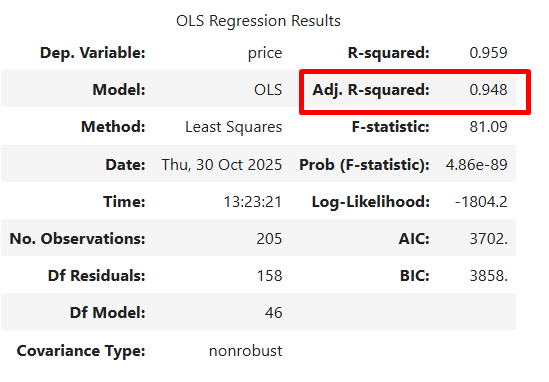 OLS Regression Results
Dep. Variable: price R-squared: 0.959
Model: OLS Adj. R-squared: 0.948
Method: Least Squares F-statistic: 81.09
Date: Thu, 30 Oct 2025 Prob (F-statistic): 4.86e-89
Time: 13:23:21 Log-Likelihood: -1804.2
No. Observations: 205 AIC: 3702.
Df Residuals: 158 BIC: 3858.
Df Model: 46
Covariance Type: nonrobust